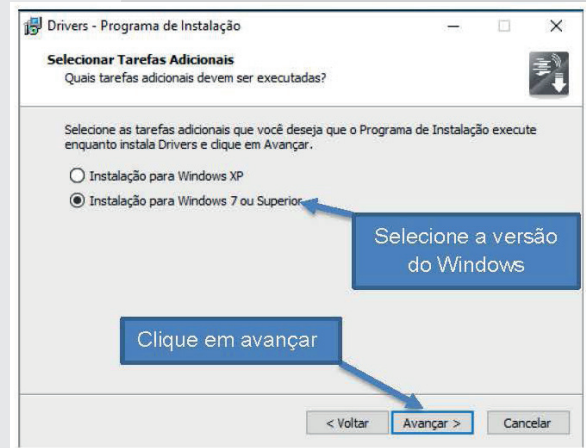 Drivers - Programa de Instalação
Selecionar Tarefas Adicionais
Quais tarefas adicionais devem ser executadas?
Selecione as tarefas adicionais que você deseja que o Programa de Instalação execute
enquanto instala Drivers e clique em Avançar.
Instalação para Windows XP
Instalação para Windows 7 ou Superior
Selecione a versão
do Windows
Clique em avançar
< Voltar
Avançar >
Cancelar